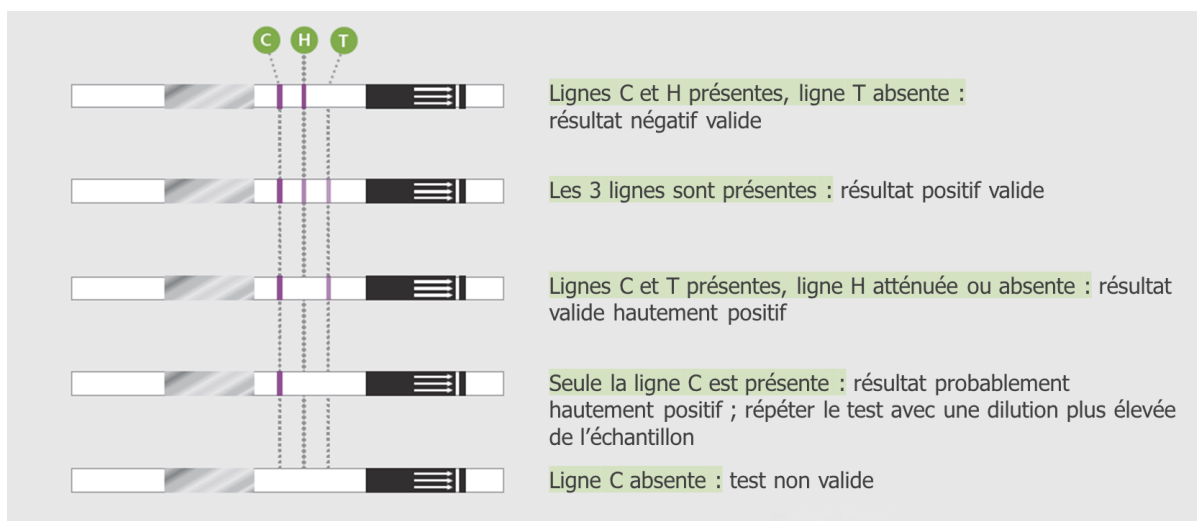 C H T
Lignes C et H présentes, ligne T absente :
résultat négatif valide
Les 3 lignes sont présentes : résultat positif valide
Lignes C et T présentes, ligne H atténuée ou absente : résultat
valide hautement positif
Seule la ligne C est présente : résultat probablement
hautement positif ; répéter le test avec une dilution plus élevée
de l’échantillon
Ligne C absente : test non valide